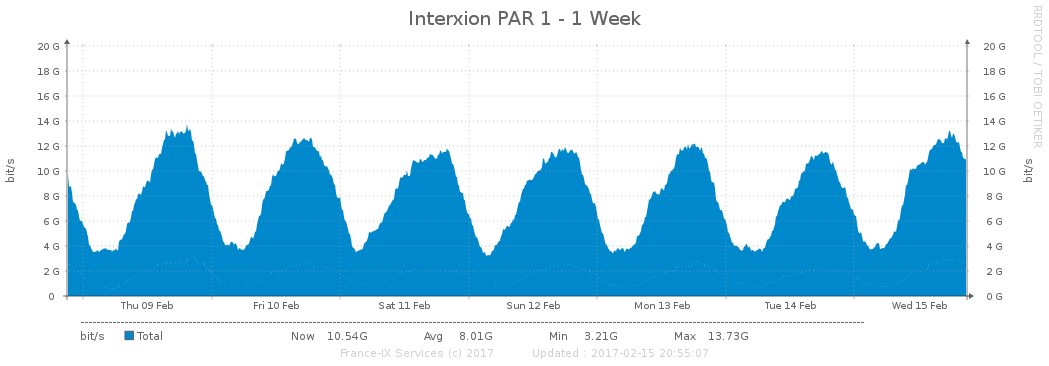 Interxion PAR 1 - 1 Week
RRDTOOL / TOBI OETIKER
bit/s
20 G 20 G
18 G 18 G
16 G 16 G
14 G 14 G
12 G 12 G
10 G 10 G
8 G 8 G
6 G 6 G
4 G 4 G
2 G 2 G
0 0 G
bit/s
Thu 09 Feb Fri 10 Feb Sat 11 Feb Sun 12 Feb Mon 13 Feb Tue 14 Feb Wed 15 Feb
bit/s Total Now 10.54G Avg 8.01G Min 3.21G Max 13.73G
France-IX Services (c) 2017 Updated : 2017-02-15 20:55:07